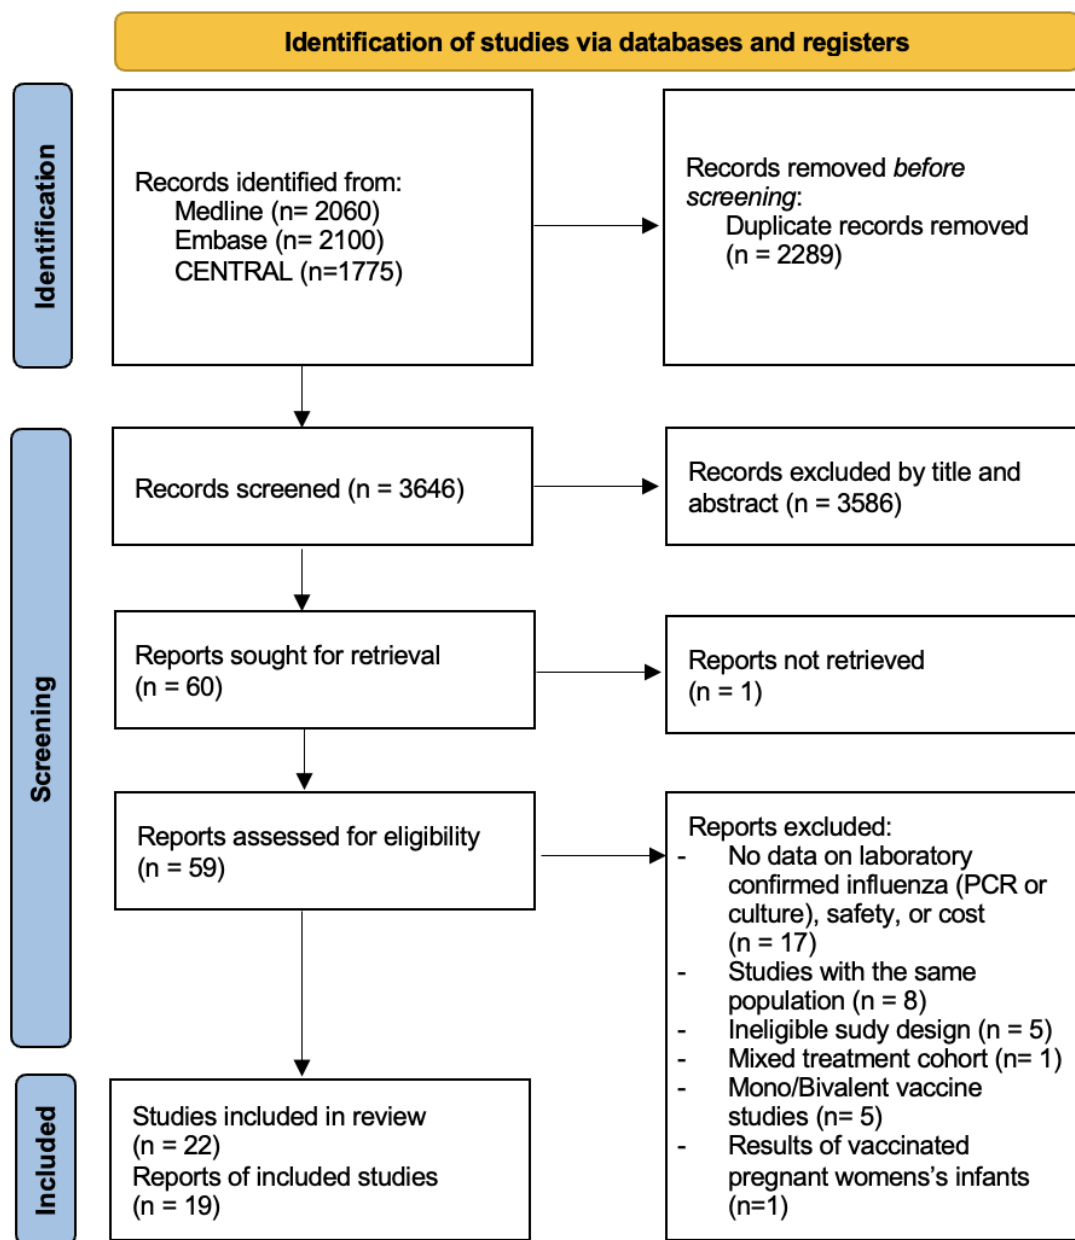 Identification of studies via databases and registers
Identification
Records identified from:
Medline (n= 2060)
Embase (n= 2100)
CENTRAL (n=1775)
Records removed before
screening:
Duplicate records removed
(n = 2289)
Screening
Records screened (n = 3646)
Records excluded by title and
abstract (n = 3586)
Reports sought for retrieval
(n = 60)
Reports not retrieved
(n = 1)
Reports assessed for eligibility
(n = 59)
Reports excluded:
- No data on laboratory
confirmed influenza (PCR or
culture), safety, or cost
(n = 17)
- Studies with the same
population (n = 8)
- Ineligible sudy design (n = 5)
- Mixed treatment cohort (n= 1)
- Mono/Bivalent vaccine
studies (n= 5)
- Results of vaccinated
pregnant womens's infants
(n=1)
Included
Studies included in review
(n = 22)
Reports of included studies
(n = 19)